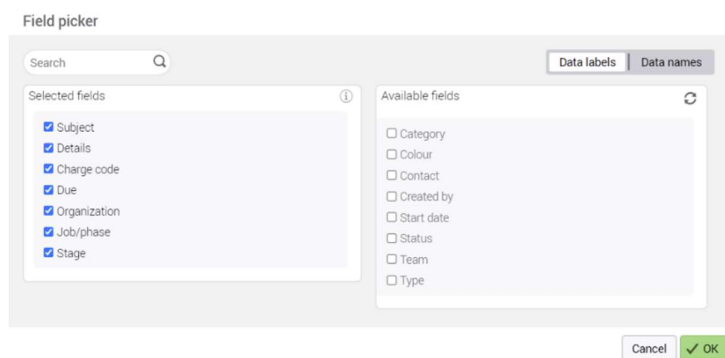 Field picker
Search
Data labels
Data names
Selected fields
Subject
Details
Charge code
Due
Organization
Job/phase
Stage
Available fields
Category
Colour
Contact
Created by
Start date
Status
Team
Type
Cancel
OK